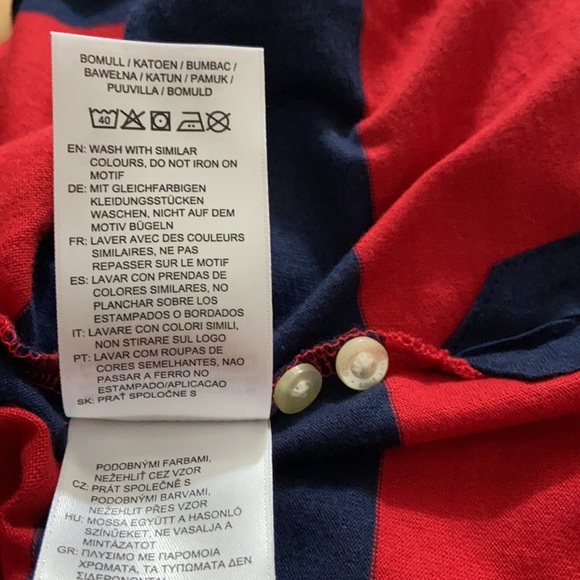 BOMULL / KATOEN / BUMBAC /
BAWEŁNA / KATUN / PAMUK /
PUUVILLA / BOMULD
40
EN: WASH WITH SIMILAR
COLOURS, DO NOT IRON ON
MOTIF
DE: MIT GLEICHFARBIGEN
KLEIDUNGSSTÜCKEN
WASCHEN, NICHT AUF DEM
MOTIV BÜGELN
FR: LAVER AVEC DES COULEURS
SIMILAIRES, NE PAS
REPASSER SUR LE MOTIF
ES: LAVAR CON PRENDAS DE
COLORES SIMILARES, NO
PLANCHAR SOBRE LOS
ESTAMPADOS O BORDADOS
IT: LAVARE CON COLORI SIMILI,
NON STIRARE SUL LOGO
PT: LAVAR COM ROUPAS DE
CORES SEMELHANTES, NÃO
PASSAR A FERRO NO
ESTAMPADO/APLICACAO
SK: PRAŤ SPOLOČNE S
PODOBNÝMI FARBAMI,
NEŽEHLIŤ CEZ VZOR
CZ: PRÁT SPOLEČNĚ S
PODOBNÝMI BARVAMI,
NEŽEHLIT PŘES VZOR
HU: MOSSA EGYÜTT A HASONLÓ
SZÍNŰEKET, NE VASALJA A
MINTÁZATOT
GR: ΠΛΥΣΙΜΟ ΜΕ ΠΑΡΟΜΟΙΑ
ΧΡΩΜΑΤΑ, ΤΑ ΤΥΠΩΜΑΤΑ ΔΕΝ
ΣΙΔΕΡΩΝΟΝΤΑΙ